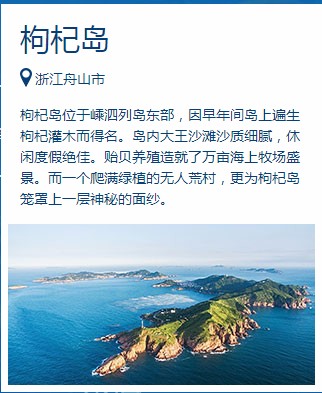 枸杞岛
浙江舟山市
枸杞岛位于嵊泗列岛东部，因早年间岛上遍生
枸杞灌木而得名。岛内大王沙滩沙质细腻，休
闲度假绝佳。贻贝养殖造就了万亩海上牧场盛
景。而一个爬满绿植的无人荒村，更为枸杞岛
笼罩上一层神秘的面纱。